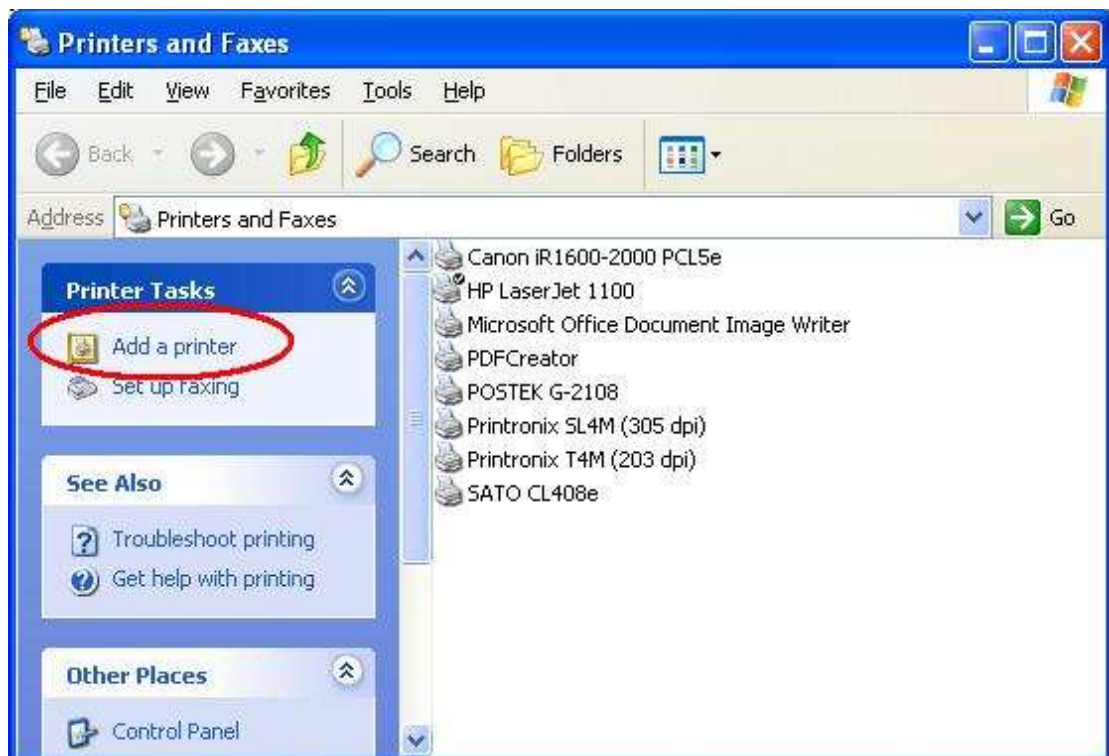 Printers and Faxes
File Edit View Favorites Tools Help
Back Search Folders
Address Printers and Faxes Go
Printer Tasks
Add a printer
Set up faxing
See Also
Troubleshoot printing
Get help with printing
Other Places
Control Panel
Canon iR1600-2000 PCL5e
HP LaserJet 1100
Microsoft Office Document Image Writer
PDFCreator
POSTEK G-2108
Printronix SL4M (305 dpi)
Printronix T4M (203 dpi)
SATO CL408e